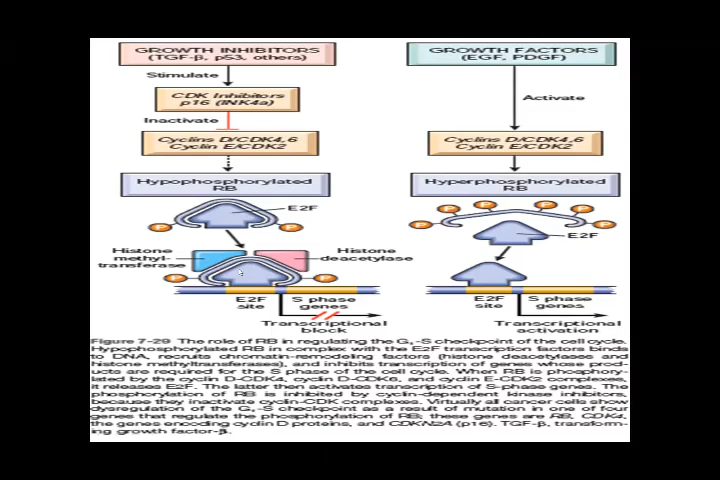 GROWTH INHIBITORS
(TGF-β, p53, others)
Stimulate
CDK Inhibitors
p16 (INK4a)
Inactivate
Cyclins D/CDK4,6
Cyclin E/CDK2
Hypophosphorylated
RB
E2F
P
P
Histone
methyl-
transferase
Histone
deacetylase
P
P
E2F
site
S phase
genes
Transcriptional
block
GROWTH FACTORS
(EGF, PDGF)
Activate
Cyclins D/CDK4,6
Cyclin E/CDK2
Hyperphosphorylated
RB
P
P
P
P
P
P
E2F
E2F
site
S phase
genes
Transcriptional
activation
Figure 7-29 The role of RB in regulating the G₁-S checkpoint of the cell cycle.
Hypophosphorylated RB in complex with the E2F transcription factors binds
to DNA, recruits chromatin-remodeling factors (histone deacetylases and
histone methyltransferases), and inhibits transcription of genes whose prod-
ucts are required for the S phase of the cell cycle. When RB is phosphory-
lated by the cyclin D-CDK4, cyclin D-CDK6, and cyclin E-CDK2 complexes,
it releases E2F. The latter then activates transcription of S-phase genes. The
phosphorylation of RB is inhibited by cyclin-dependent kinase inhibitors,
because they inactivate cyclin-CDK complexes. Virtually all cancer cells show
dysregulation of the G₁-S checkpoint as a result of mutation in one of four
genes that regulate the phosphorylation of RB; these genes are RB, CDK4,
the genes encoding cyclin D proteins, and CDKN2A (p16). TGF-β, transform-
ing growth factor-β.